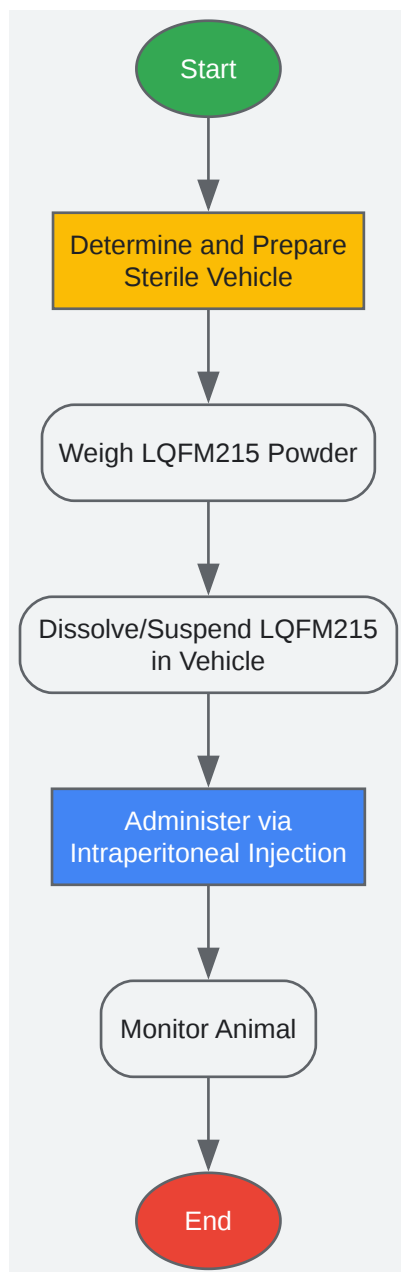 Start
Determine and Prepare
Sterile Vehicle
Weigh LQFM215 Powder
Dissolve/Suspend LQFM215
in Vehicle
Administer via
Intraperitoneal Injection
Monitor Animal
End